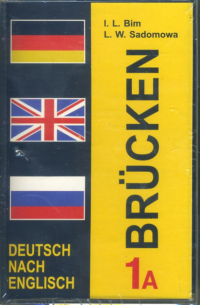 I. L. Bim
L. W. Sadomowa
BRÜCKEN
DEUTSCH
NACH
ENGLISCH
1A